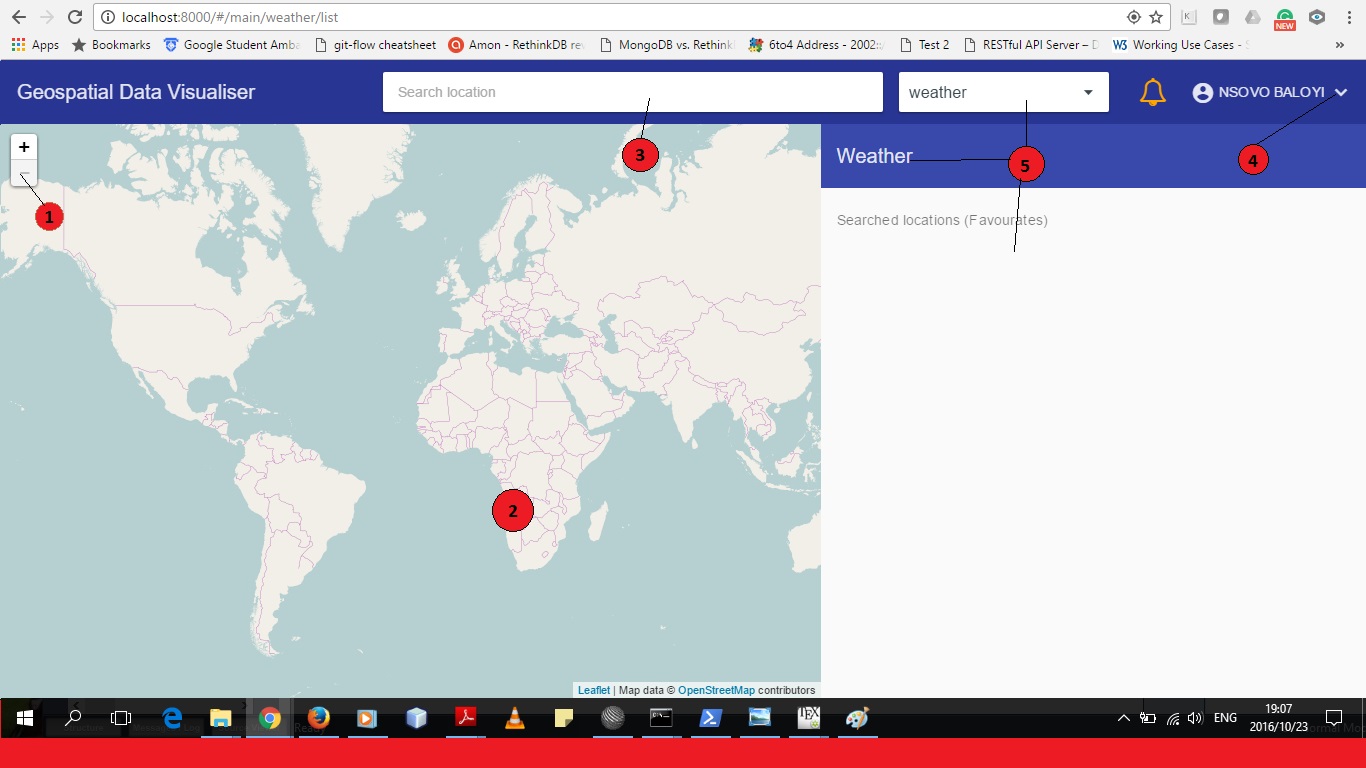 localhost:8000/#/main/weather/list
NEW
Apps Bookmarks Google Student Amba git-flow cheatsheet Amon - RethinkDB re MongoDB vs. Rethink 6to4 Address - 2002:: Test 2 RESTful API Server – D W3 Working Use Cases - »
Geospatial Data Visualiser
Search location
weather
NSOVO BALOYI
+
−
1
2
3
4
5
Weather
Searched locations (Favourates)
Leaflet | Map data © OpenStreetMap contributors
TEX
ENG
19:07
2016/10/23
Ready